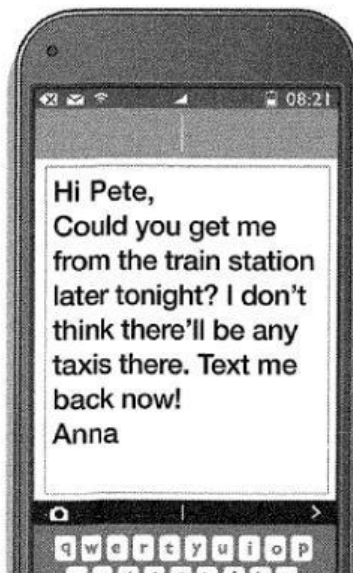 08:21
Hi Pete,
Could you get me
from the train station
later tonight? I don't
think there'll be any
taxis there. Text me
back now!
Anna
q w e r t y u i o p